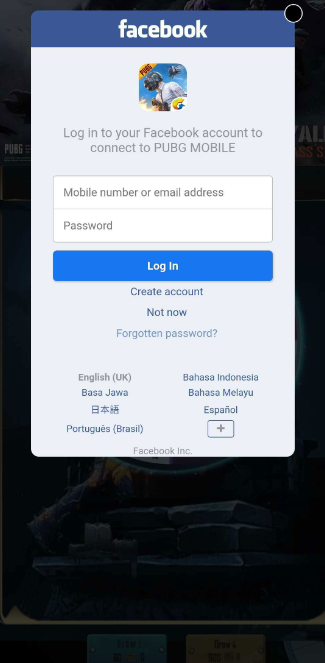 facebook
PUBG
Log in to your Facebook account to
connect to PUBG MOBILE
Mobile number or email address
Password
Log In
Create account
Not now
Forgotten password?
English (UK)
Bahasa Indonesia
Basa Jawa
Bahasa Melayu
日本語
Español
Português (Brasil)
Facebook Inc.
PUBG